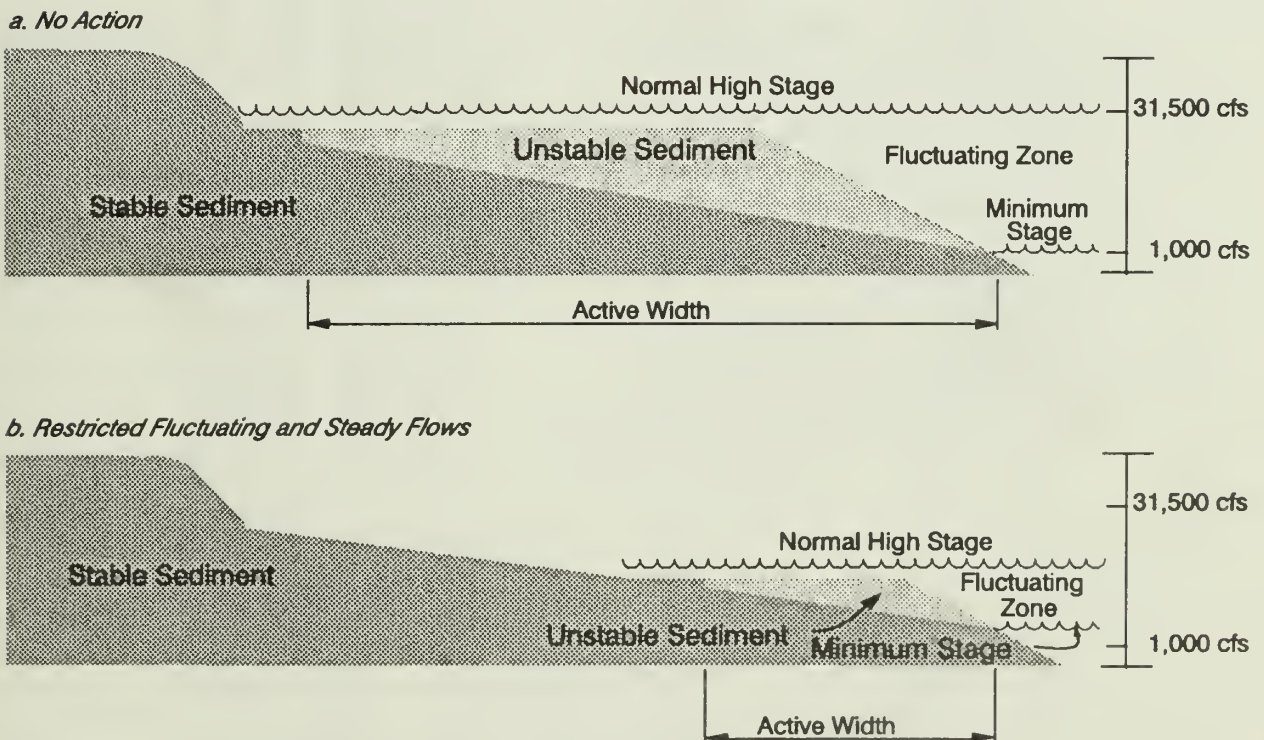 a. No Action
Normal High Stage
31,500 cfs
Unstable Sediment
Fluctuating Zone
Stable Sediment
Minimum
Stage
1,000 cfs
Active Width
b. Restricted Fluctuating and Steady Flows
31,500 cfs
Normal High Stage
Stable Sediment
Fluctuating
Zone
Unstable Sediment
Minimum Stage
1,000 cfs
Active Width